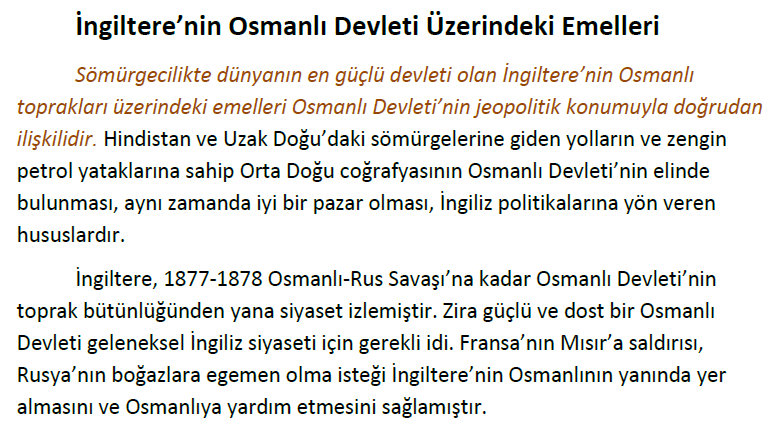 İngiltere’nin Osmanlı Devleti Üzerindeki Emelleri
Sömürgecilikte dünyanın en güçlü devleti olan İngiltere’nin Osmanlı
toprakları üzerindeki emelleri Osmanlı Devleti’nin jeopolitik konumuyla doğrudan
ilişkilidir. Hindistan ve Uzak Doğu’daki sömürgelerine giden yolların ve zengin
petrol yataklarına sahip Orta Doğu coğrafyasının Osmanlı Devleti’nin elinde
bulunması, aynı zamanda iyi bir pazar olması, İngiliz politikalarına yön veren
hususlardır.
İngiltere, 1877-1878 Osmanlı-Rus Savaşı’na kadar Osmanlı Devleti’nin
toprak bütünlüğünden yana siyaset izlemiştir. Zira güçlü ve dost bir Osmanlı
Devleti geleneksel İngiliz siyaseti için gerekli idi. Fransa’nın Mısır’a saldırısı,
Rusya’nın boğazlara egemen olma isteği İngiltere’nin Osmanlının yanında yer
almasını ve Osmanlıya yardım etmesini sağlamıştır.